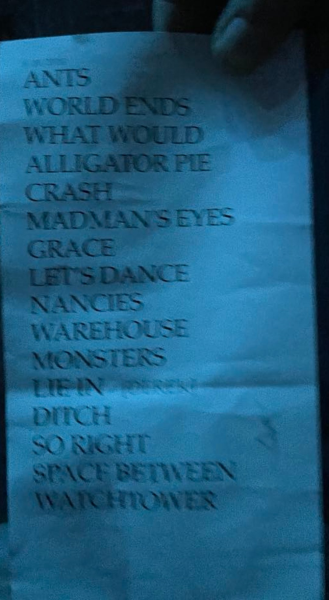 ANTS
WORLD ENDS
WHAT WOULD
ALLIGATOR PIE
CRASH
MADMAN'S EYES
GRACE
LET'S DANCE
NANCIES
WAREHOUSE
MONSTERS
LIE IN (DEREK)
DITCH
SO RIGHT
SPACE BETWEEN
WATCHTOWER